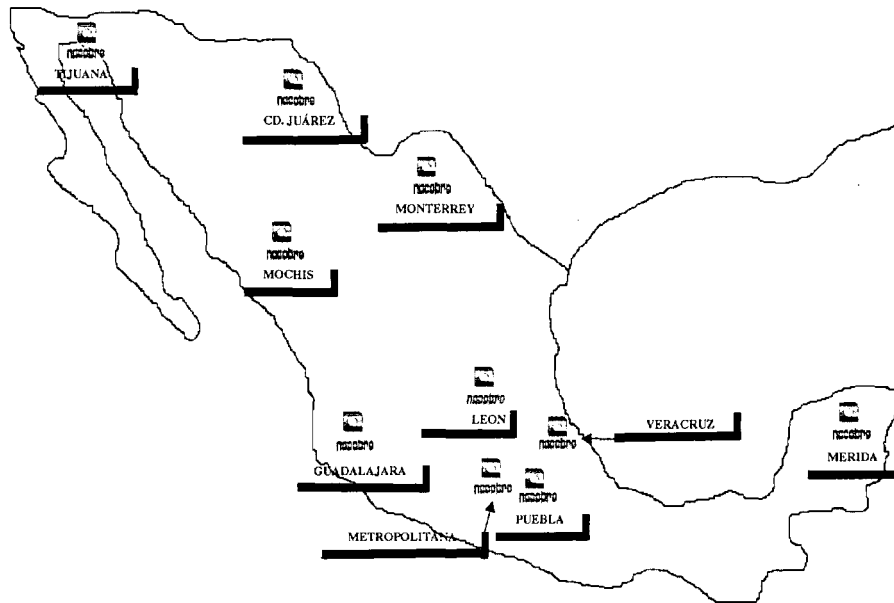 nacobre
TIJUANA
nacobre
CD. JUÁREZ
nacobre
MONTERREY
nacobre
MOCHIS
nacobre
LEON
nacobre
GUADALAJARA
nacobre
VERACRUZ
nacobre
MERIDA
nacobre
METROPOLITANA
nacobre
PUEBLA